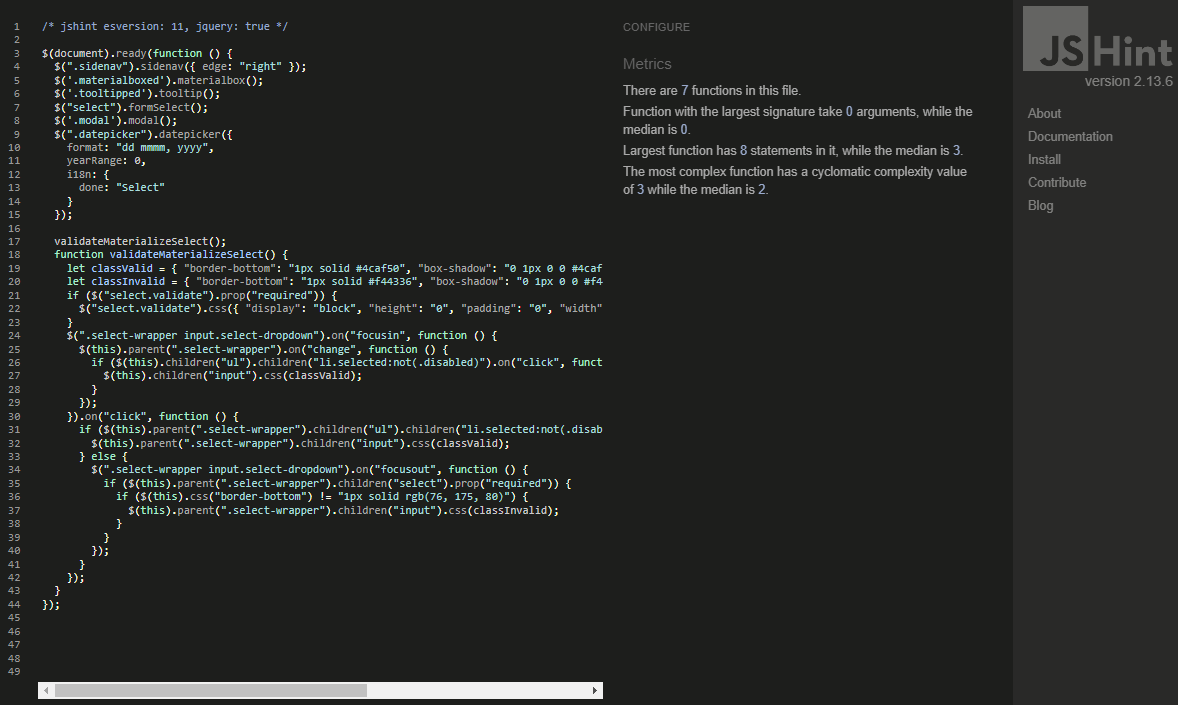 1 /* jshint esversion: 11, jquery: true */
2
3 $(document).ready(function () {
4   $(".sidenav").sidenav({ edge: "right" });
5   $('.materialboxed').materialbox();
6   $('.tooltipped').tooltip();
7   $("select").formSelect();
8   $('.modal').modal();
9   $(".datepicker").datepicker({
10     format: "dd mmmm, yyyy",
11     yearRange: 0,
12     i18n: {
13       done: "Select"
14     }
15   });
16
17   validateMaterializeSelect();
18   function validateMaterializeSelect() {
19     let classValid = { "border-bottom": "1px solid #4caf50", "box-shadow": "0 1px 0 0 #4caf
20     let classInvalid = { "border-bottom": "1px solid #f44336", "box-shadow": "0 1px 0 0 #f4
21     if ($("select.validate").prop("required")) {
22       $("select.validate").css({ "display": "block", "height": "0", "padding": "0", "width"
23     }
24     $(".select-wrapper input.select-dropdown").on("focusin", function () {
25       $(this).parent(".select-wrapper").on("change", function () {
26         if ($(this).children("ul").children("li.selected:not(.disabled)").on("click", funct
27           $(this).children("input").css(classValid);
28         }
29       });
30     }).on("click", function () {
31       if ($(this).parent(".select-wrapper").children("ul").children("li.selected:not(.disab
32         $(this).parent(".select-wrapper").children("input").css(classValid);
33       } else {
34         $(".select-wrapper input.select-dropdown").on("focusout", function () {
35           if ($(this).parent(".select-wrapper").children("select").prop("required")) {
36             if ($(this).css("border-bottom") != "1px solid rgb(76, 175, 80)") {
37               $(this).parent(".select-wrapper").children("input").css(classInvalid);
38             }
39           }
40         });
41       }
42     });
43   }
44 });
45
46
47
48
49
CONFIGURE
Metrics
There are 7 functions in this file.
Function with the largest signature take 0 arguments, while the
median is 0.
Largest function has 8 statements in it, while the median is 3.
The most complex function has a cyclomatic complexity value
of 3 while the median is 2.
JSHint
version 2.13.6
About
Documentation
Install
Contribute
Blog